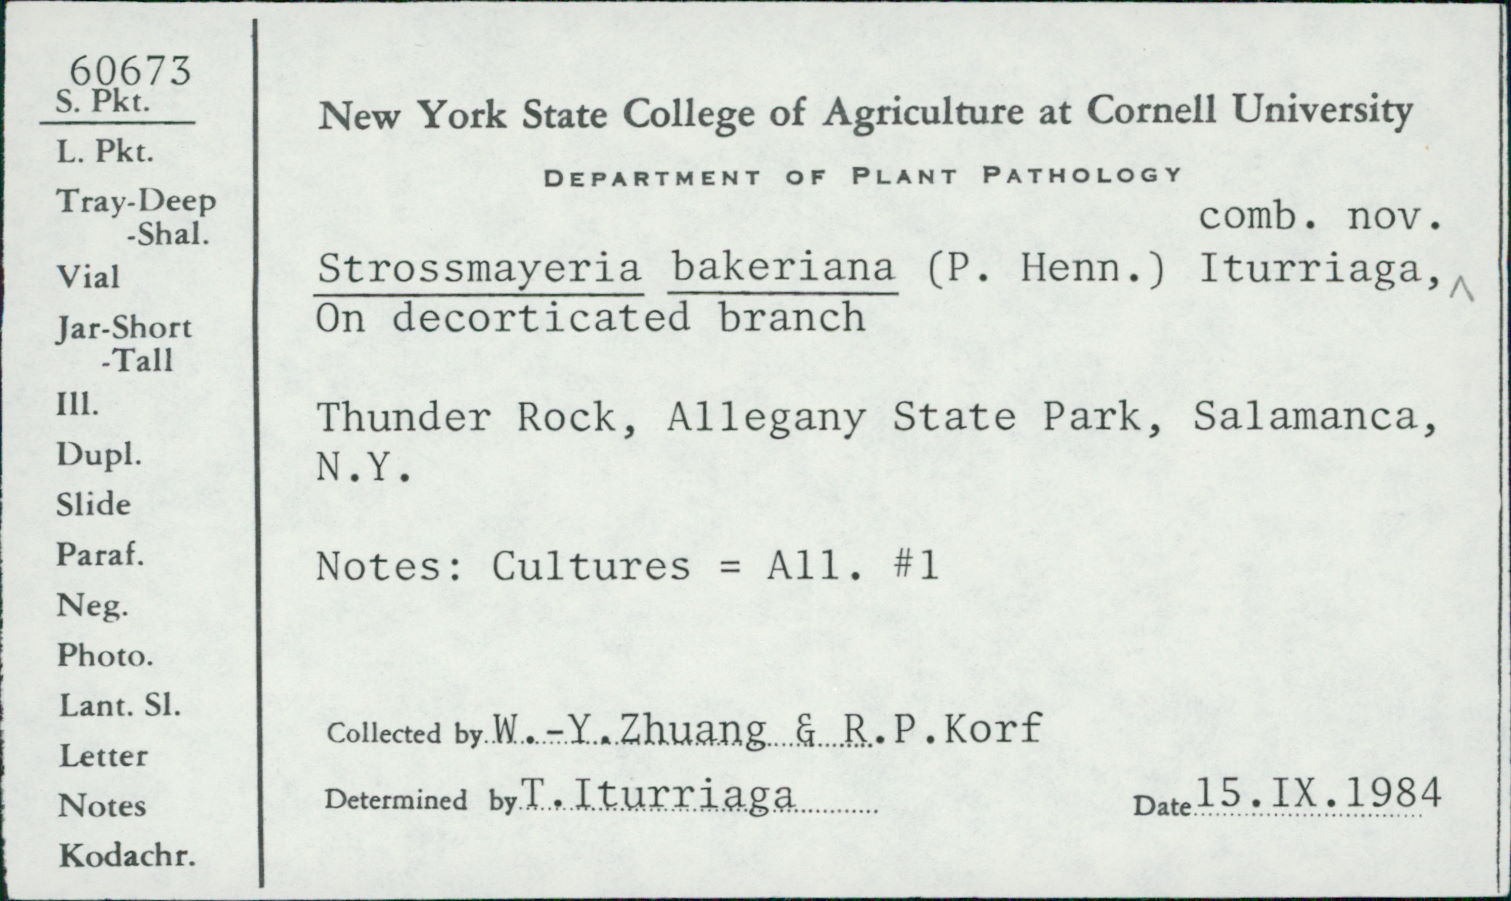 60673
S. Pkt.
L. Pkt.
Tray-Deep
-Shal.
Vial
Jar-Short
-Tall
Ill.
Dupl.
Slide
Paraf.
Neg.
Photo.
Lant. Sl.
Letter
Notes
Kodachr.
New York State College of Agriculture at Cornell University
DEPARTMENT OF PLANT PATHOLOGY
comb. nov.
Strossmayeria bakeriana (P. Henn.) Iturriaga, ^
On decorticated branch
Thunder Rock, Allegany State Park, Salamanca,
N.Y.
Notes: Cultures = All. #1
Collected by W.-Y.Zhuang & R.P.Korf
Determined by T.Iturriaga
Date 15.IX.1984